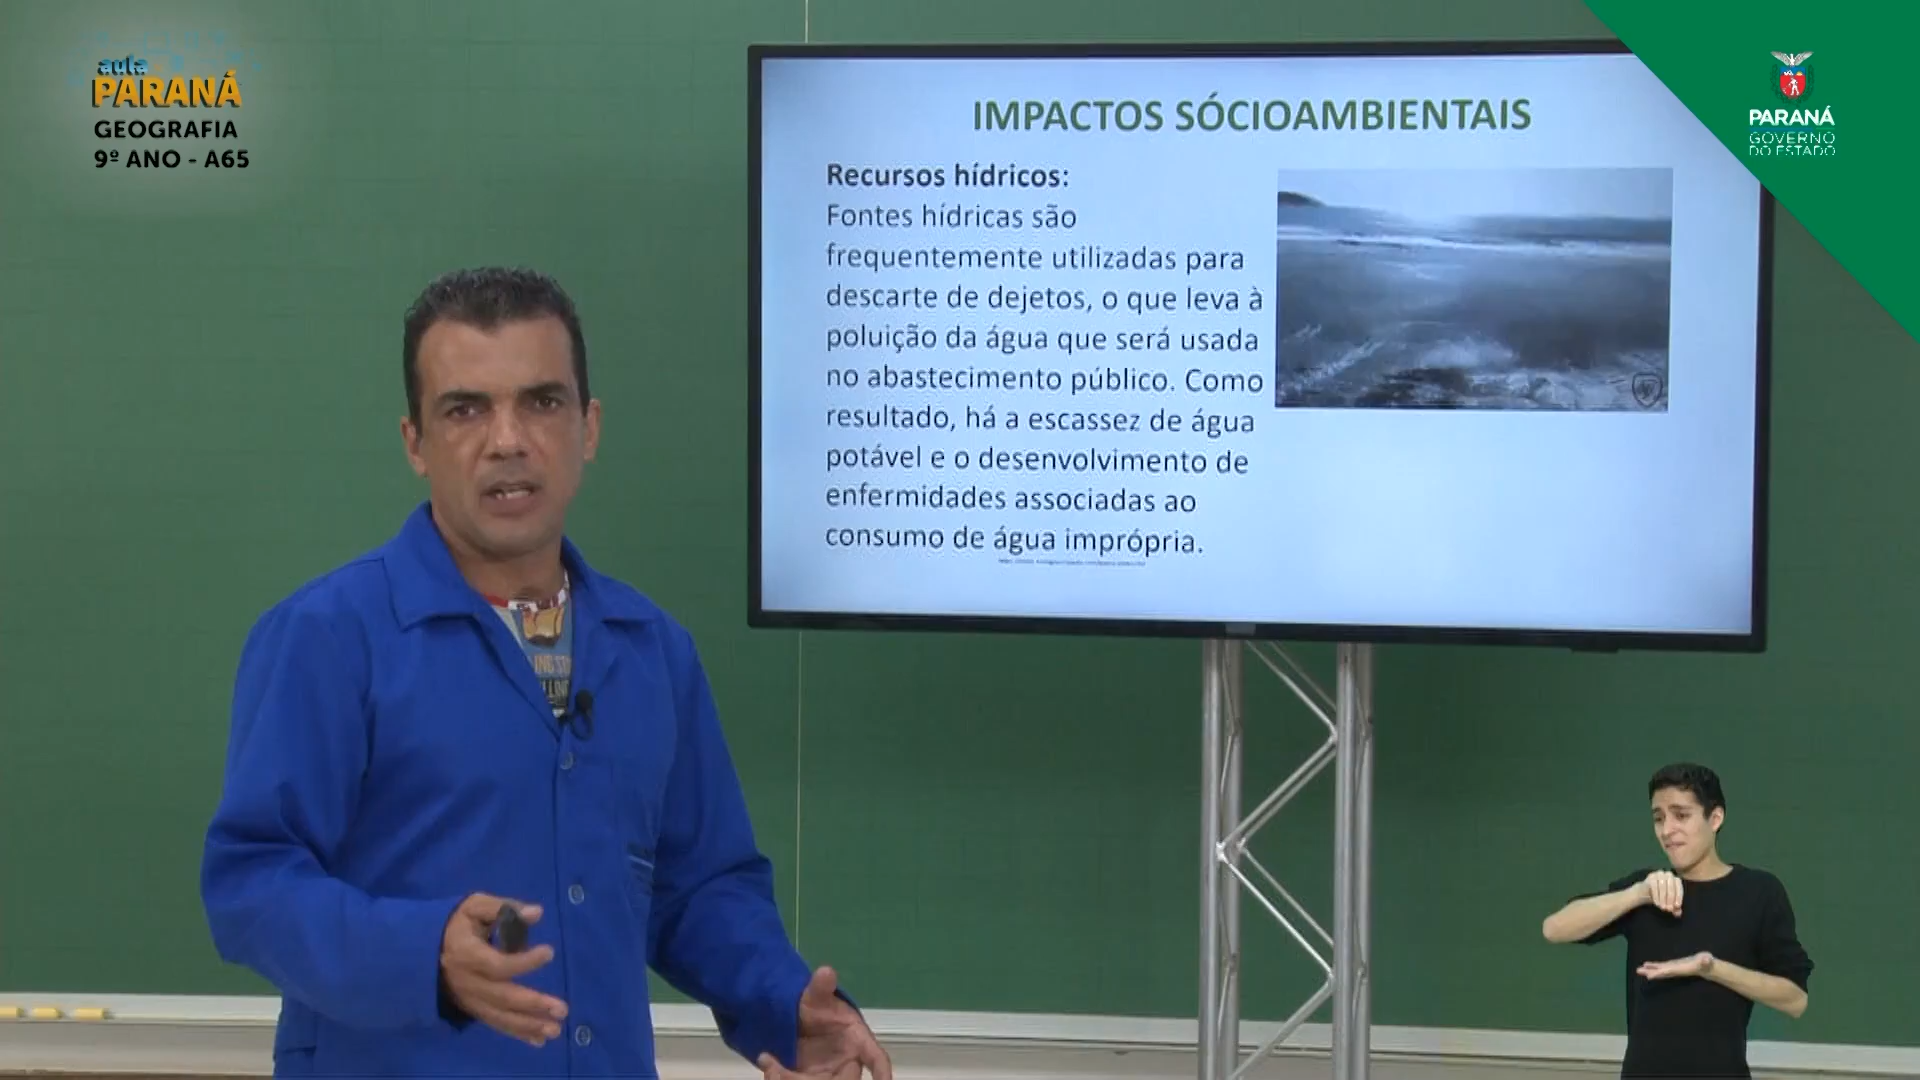 aula
PARANÁ
GEOGRAFIA
9º ANO - A65
IMPACTOS SÓCIOAMBIENTAIS
Recursos hídricos:
Fontes hídricas são
frequentemente utilizadas para
descarte de dejetos, o que leva à
poluição da água que será usada
no abastecimento público. Como
resultado, há a escassez de água
potável e o desenvolvimento de
enfermidades associadas ao
consumo de água imprópria.
PARANÁ
GOVERNO
DO ESTADO